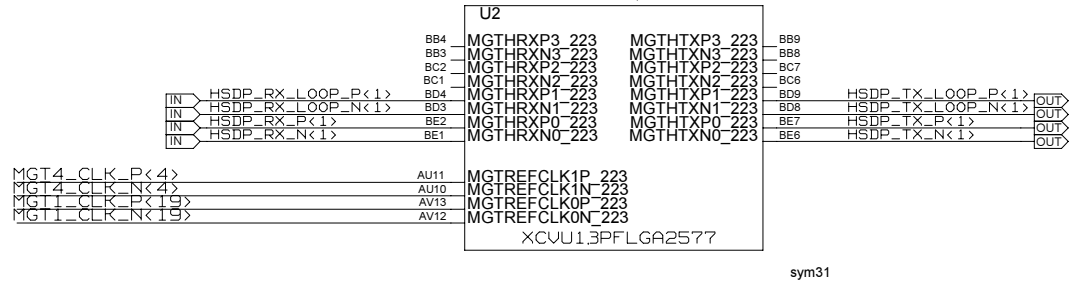 U2
BB4 MGTHRXP3_223 MGTHTXP3_223 BB9
BB3 MGTHRXN3_223 MGTHTXN3_223 BB8
BC2 MGTHRXP2_223 MGTHTXP2_223 BC7
BC1 MGTHRXN2_223 MGTHTXN2_223 BC6
IN HSDP_RX_LOOP_P<1> BD4 MGTHRXP1_223 MGTHTXP1_223 BD9 HSDP_TX_LOOP_P<1> OUT
IN HSDP_RX_LOOP_N<1> BD3 MGTHRXN1_223 MGTHTXN1_223 BD8 HSDP_TX_LOOP_N<1> OUT
IN HSDP_RX_P<1> BE2 MGTHRXP0_223 MGTHTXP0_223 BE7 HSDP_TX_P<1> OUT
IN HSDP_RX_N<1> BE1 MGTHRXN0_223 MGTHTXN0_223 BE6 HSDP_TX_N<1> OUT
MGT4_CLK_P<4> AU11 MGTREFCLK1P_223
MGT4_CLK_N<4> AU10 MGTREFCLK1N_223
MGT1_CLK_P<19> AV13 MGTREFCLK0P_223
MGT1_CLK_N<19> AV12 MGTREFCLK0N_223
XCVU13PFLGA2577
sym31